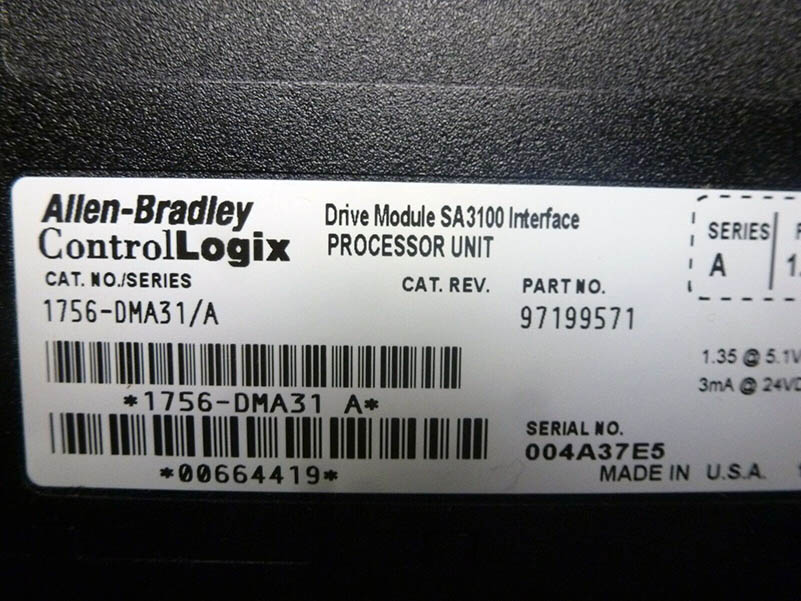 Allen-Bradley
ControlLogix
Drive Module SA3100 Interface
PROCESSOR UNIT
SERIES
A
CAT. NO./SERIES
CAT. REV.
PART NO.
1756-DMA31/A
97199571
1.35 @ 5.1V
3mA @ 24VD
*1756-DMA31 A*
SERIAL NO.
004A37E5
*00664419*
MADE IN U.S.A.